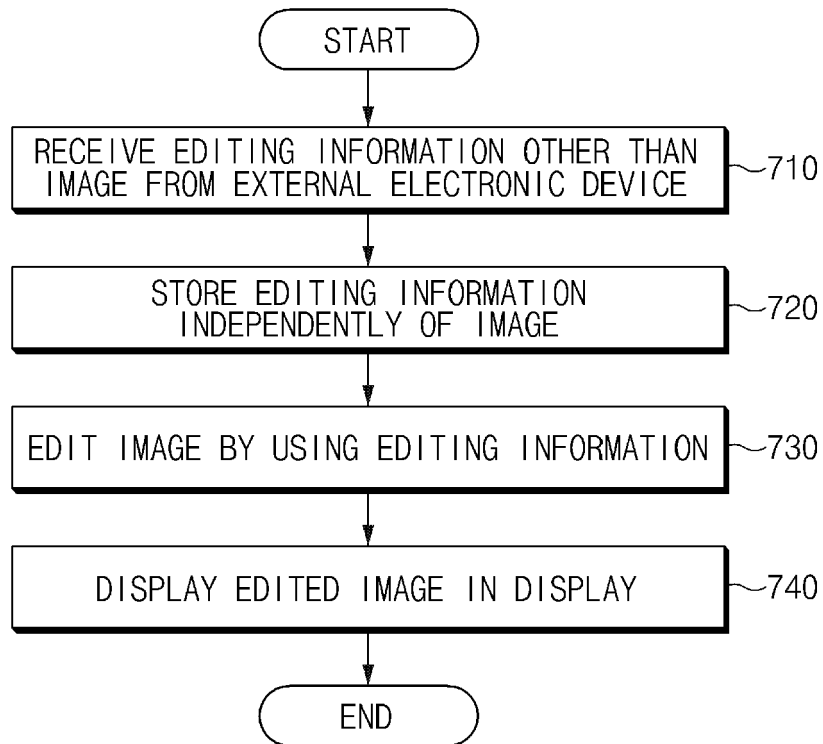 START
RECEIVE EDITING INFORMATION OTHER THAN
IMAGE FROM EXTERNAL ELECTRONIC DEVICE
710
STORE EDITING INFORMATION
INDEPENDENTLY OF IMAGE
720
EDIT IMAGE BY USING EDITING INFORMATION
730
DISPLAY EDITED IMAGE IN DISPLAY
740
END